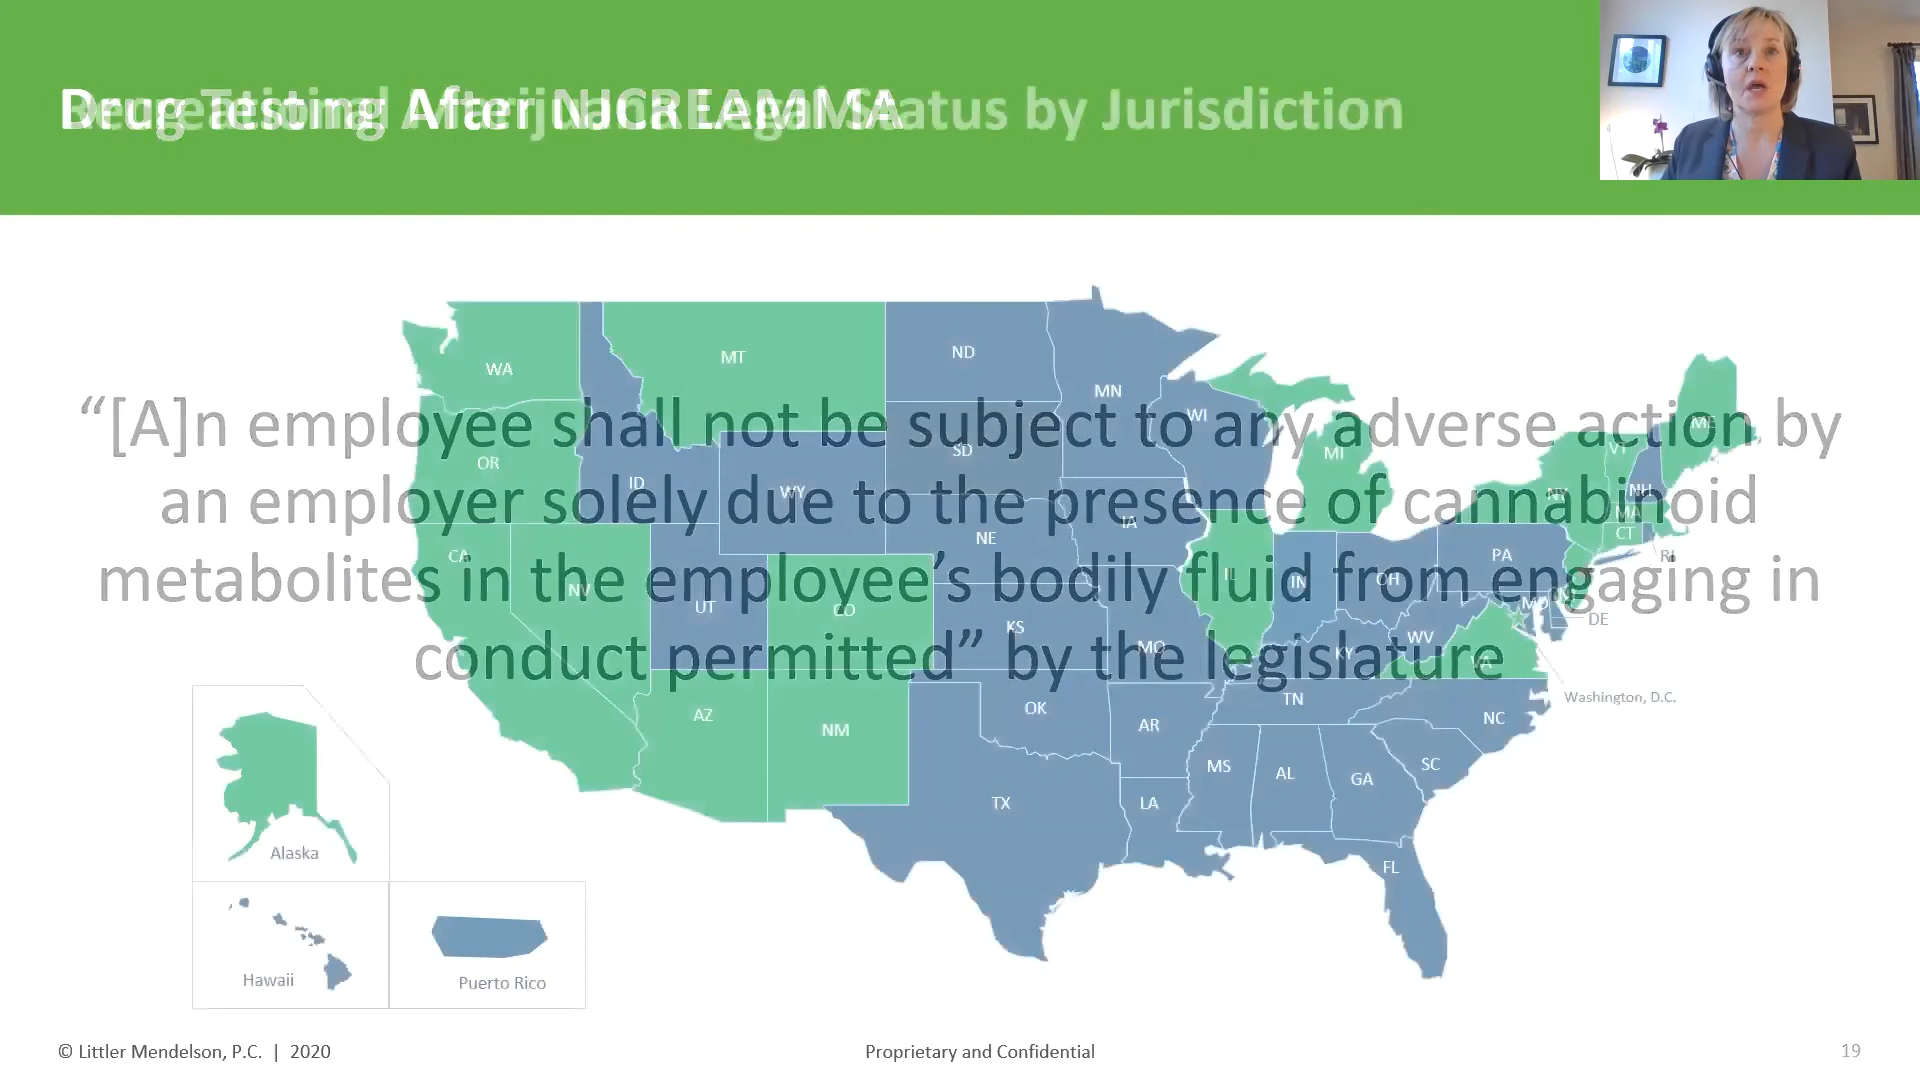 Drug Testing After NJCREAMMA
Recreational Marijuana Legal Status by Jurisdiction
“[A]n employee shall not be subject to any adverse action by
an employer solely due to the presence of cannabinoid
metabolites in the employee’s bodily fluid from engaging in
conduct permitted” by the legislature
WA
MT
ND
MN
WI
MI
ME
VT
NH
NY
MA
CT
RI
OR
ID
WY
SD
IA
NE
PA
CA
NV
UT
CO
KS
MO
IL
IN
OH
WV
KY
VA
MD
NJ
DE
Washington, D.C.
AZ
NM
OK
AR
TN
NC
SC
MS
AL
GA
TX
LA
FL
Alaska
Hawaii
Puerto Rico
© Littler Mendelson, P.C. | 2020
Proprietary and Confidential
19